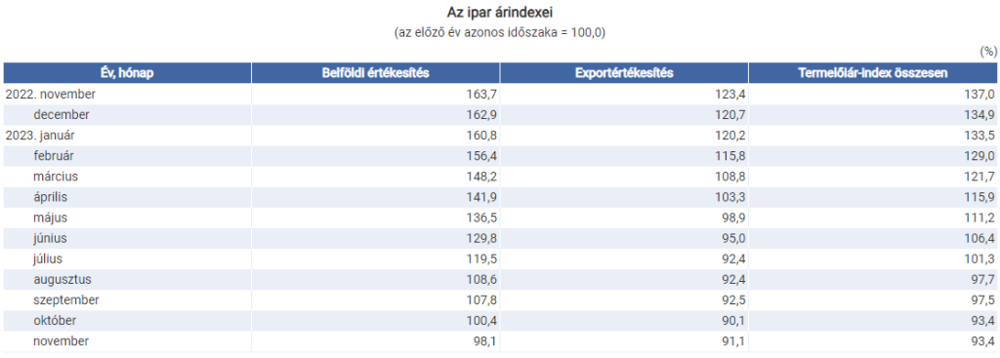 Az ipar árindexei
(az előző év azonos időszaka = 100,0)
(%)
Év, hónap Belföldi értékesítés Exportértékesítés Termelőiár-index összesen
2022. november 163,7 123,4 137,0
december 162,9 120,7 134,9
2023. január 160,8 120,2 133,5
február 156,4 115,8 129,0
március 148,2 108,8 121,7
április 141,9 103,3 115,9
május 136,5 98,9 111,2
június 129,8 95,0 106,4
július 119,5 92,4 101,3
augusztus 108,6 92,4 97,7
szeptember 107,8 92,5 97,5
október 100,4 90,1 93,4
november 98,1 91,1 93,4